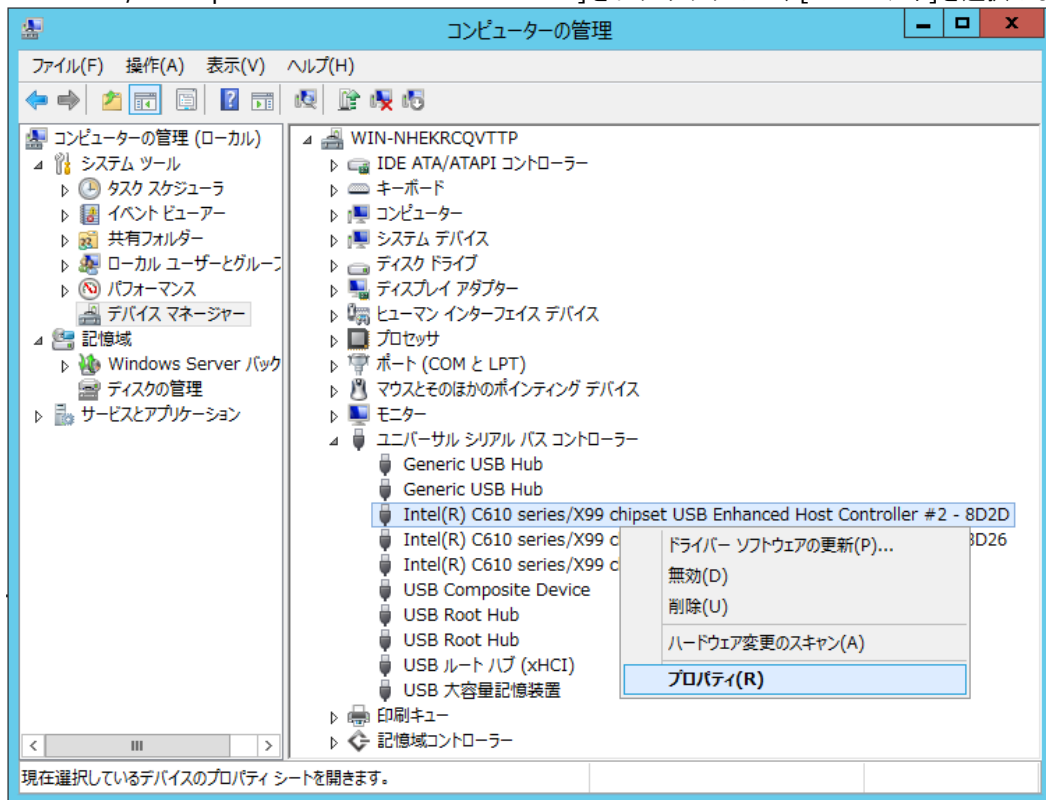 コンピューターの管理
ファイル(F) 操作(A) 表示(V) ヘルプ(H)
コンピューターの管理 (ローカル)
システム ツール
タスク スケジューラ
イベント ビューアー
共有フォルダー
ローカル ユーザーとグループ
パフォーマンス
デバイス マネージャー
記憶域
Windows Server バック
ディスクの管理
サービスとアプリケーション
WIN-NHEKRCQVTTP
IDE ATA/ATAPI コントローラー
キーボード
コンピューター
システム デバイス
ディスク ドライブ
ディスプレイ アダプター
ヒューマン インターフェイス デバイス
プロセッサ
ポート (COM と LPT)
マウスとそのほかのポインティング デバイス
モニター
ユニバーサル シリアル バス コントローラー
Generic USB Hub
Generic USB Hub
Intel(R) C610 series/X99 chipset USB Enhanced Host Controller #2 - 8D2D
Intel(R) C610 series/X99 c 8D26
Intel(R) C610 series/X99 c
USB Composite Device
USB Root Hub
USB Root Hub
USB ルート ハブ (xHCI)
USB 大容量記憶装置
印刷キュー
記憶域コントローラー
ドライバー ソフトウェアの更新(P)...
無効(D)
削除(U)
ハードウェア変更のスキャン(A)
プロパティ(R)
現在選択しているデバイスのプロパティ シートを開きます。